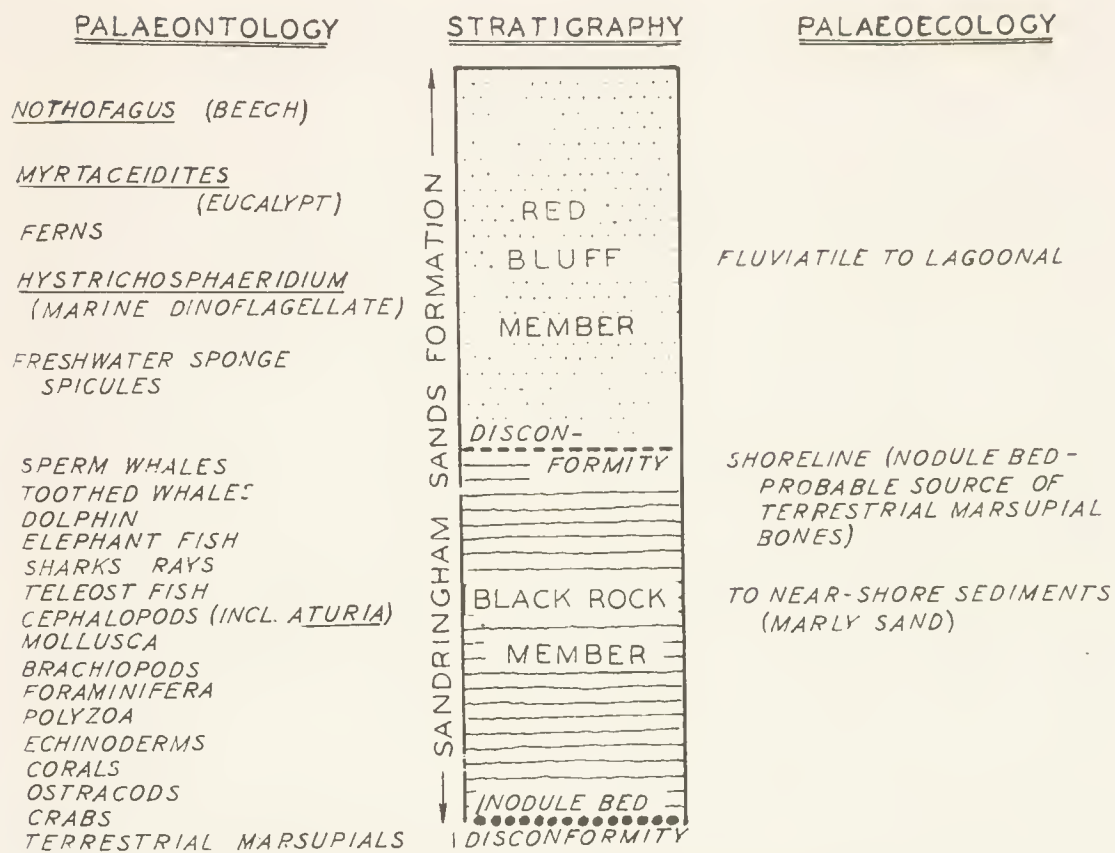 PALAEONTOLOGY
NOTHOFAGUS (BEECH)
MYRTACEIDITES
(EUCALYPT)
FERNS
HYSTRICHOSPHAERIDIUM
(MARINE DINOFLAGELLATE)
FRESHWATER SPONGE
SPICULES
SPERM WHALES
TOOTHED WHALES
DOLPHIN
ELEPHANT FISH
SHARKS RAYS
TELEOST FISH
CEPHALOPODS (INCL. ATURIA)
MOLLUSCA
BRACHIOPODS
FORAMINIFERA
POLYZOA
ECHINODERMS
CORALS
OSTRACODS
CRABS
TERRESTRIAL MARSUPIALS
STRATIGRAPHY
SANDRINGHAM SANDS FORMATION
RED
BLUFF
MEMBER
DISCON-
FORMITY
BLACK ROCK
MEMBER
NODULE BED
DISCONFORMITY
PALAEOECOLOGY
FLUVIATILE TO LAGOONAL
SHORELINE (NODULE BED-
PROBABLE SOURCE OF
TERRESTRIAL MARSUPIAL
BONES)
TO NEAR-SHORE SEDIMENTS
(MARLY SAND)